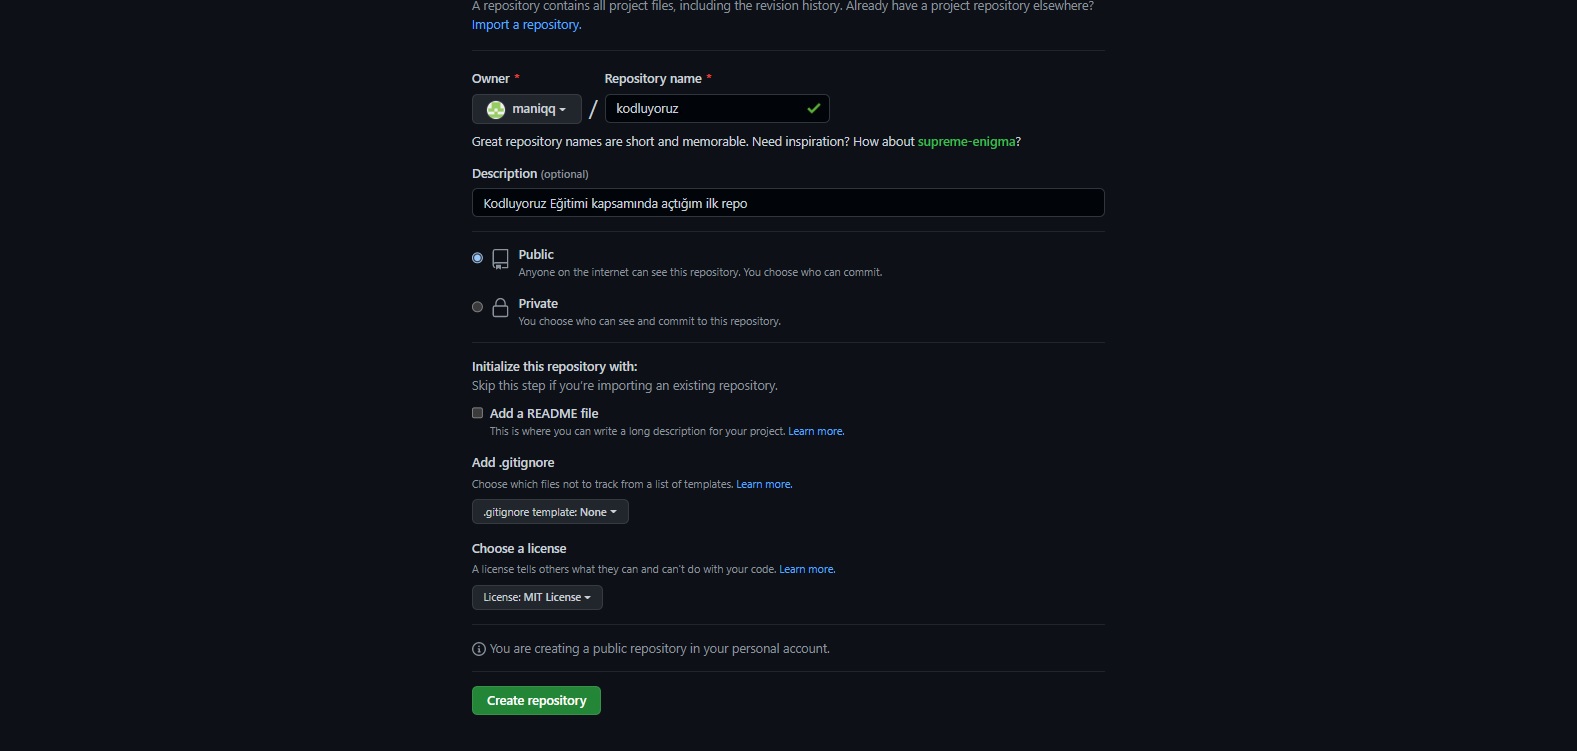 A repository contains all project files, including the revision history. Already have a project repository elsewhere?
Import a repository.
Owner * Repository name *
maniqq / kodluyoruz
Great repository names are short and memorable. Need inspiration? How about supreme-enigma?
Description (optional)
Kodluyoruz Eğitimi kapsamında açtığım ilk repo
Public
Anyone on the internet can see this repository. You choose who can commit.
Private
You choose who can see and commit to this repository.
Initialize this repository with:
Skip this step if you're importing an existing repository.
Add a README file
This is where you can write a long description for your project. Learn more.
Add .gitignore
Choose which files not to track from a list of templates. Learn more.
.gitignore template: None
Choose a license
A license tells others what they can and can't do with your code. Learn more.
License: MIT License
You are creating a public repository in your personal account.
Create repository